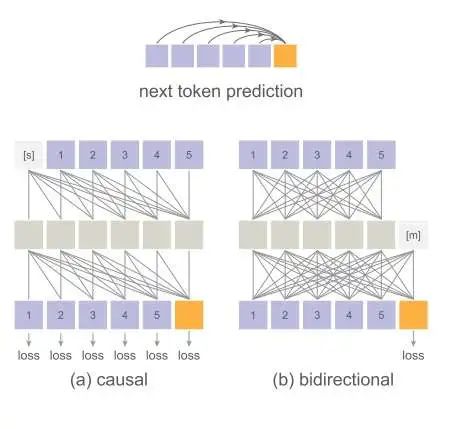 next token prediction
[s] 1 2 3 4 5
1 2 3 4 5
[m]
1 2 3 4 5
1 2 3 4 5
loss loss loss loss loss loss
loss
(a) causal
(b) bidirectional